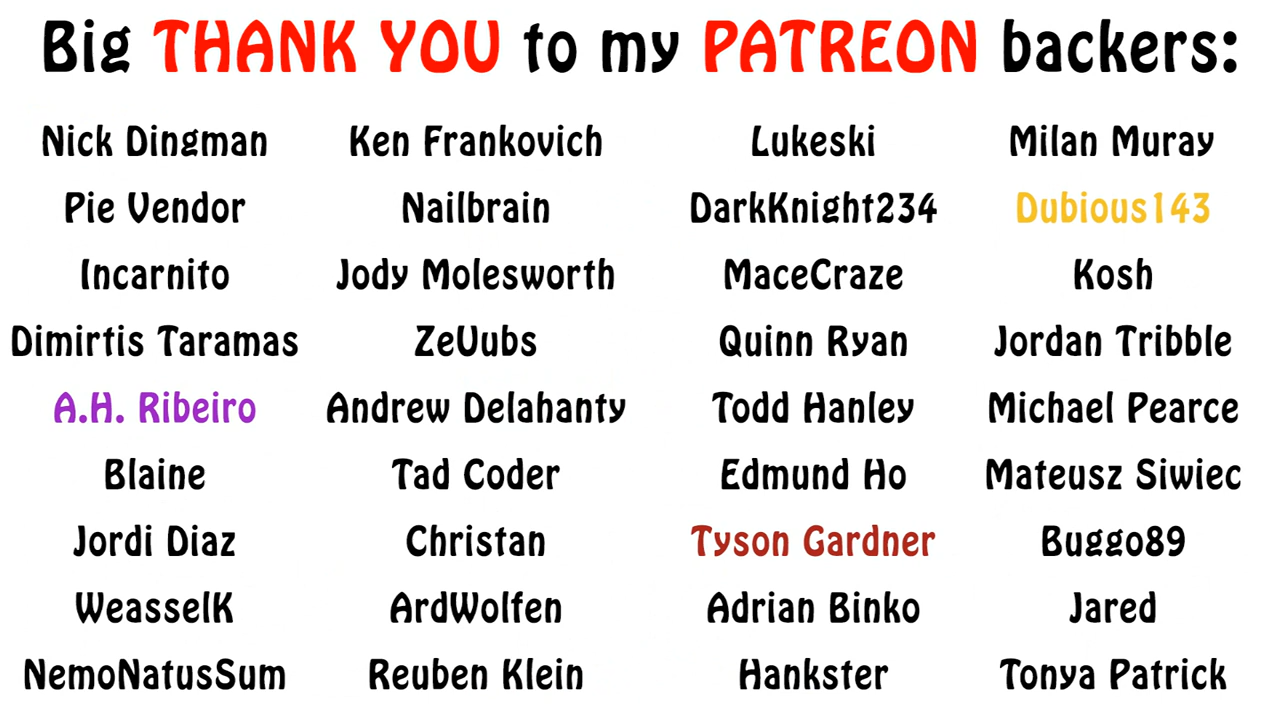 Big THANK YOU to my PATREON backers:
Nick Dingman Ken Frankovich Lukeski Milan Muray
Pie Vendor Nailbrain DarkKnight234 Dubious143
Incarnito Jody Molesworth MaceCraze Kosh
Dimirtis Taramas ZeVubs Quinn Ryan Jordan Tribble
A.H. Ribeiro Andrew Delahanty Todd Hanley Michael Pearce
Blaine Tad Coder Edmund Ho Mateusz Siwiec
Jordi Diaz Christan Tyson Gardner Buggo89
WeasselK ArdWolfen Adrian Binko Jared
NemoNatusSum Reuben Klein Hankster Tonya Patrick